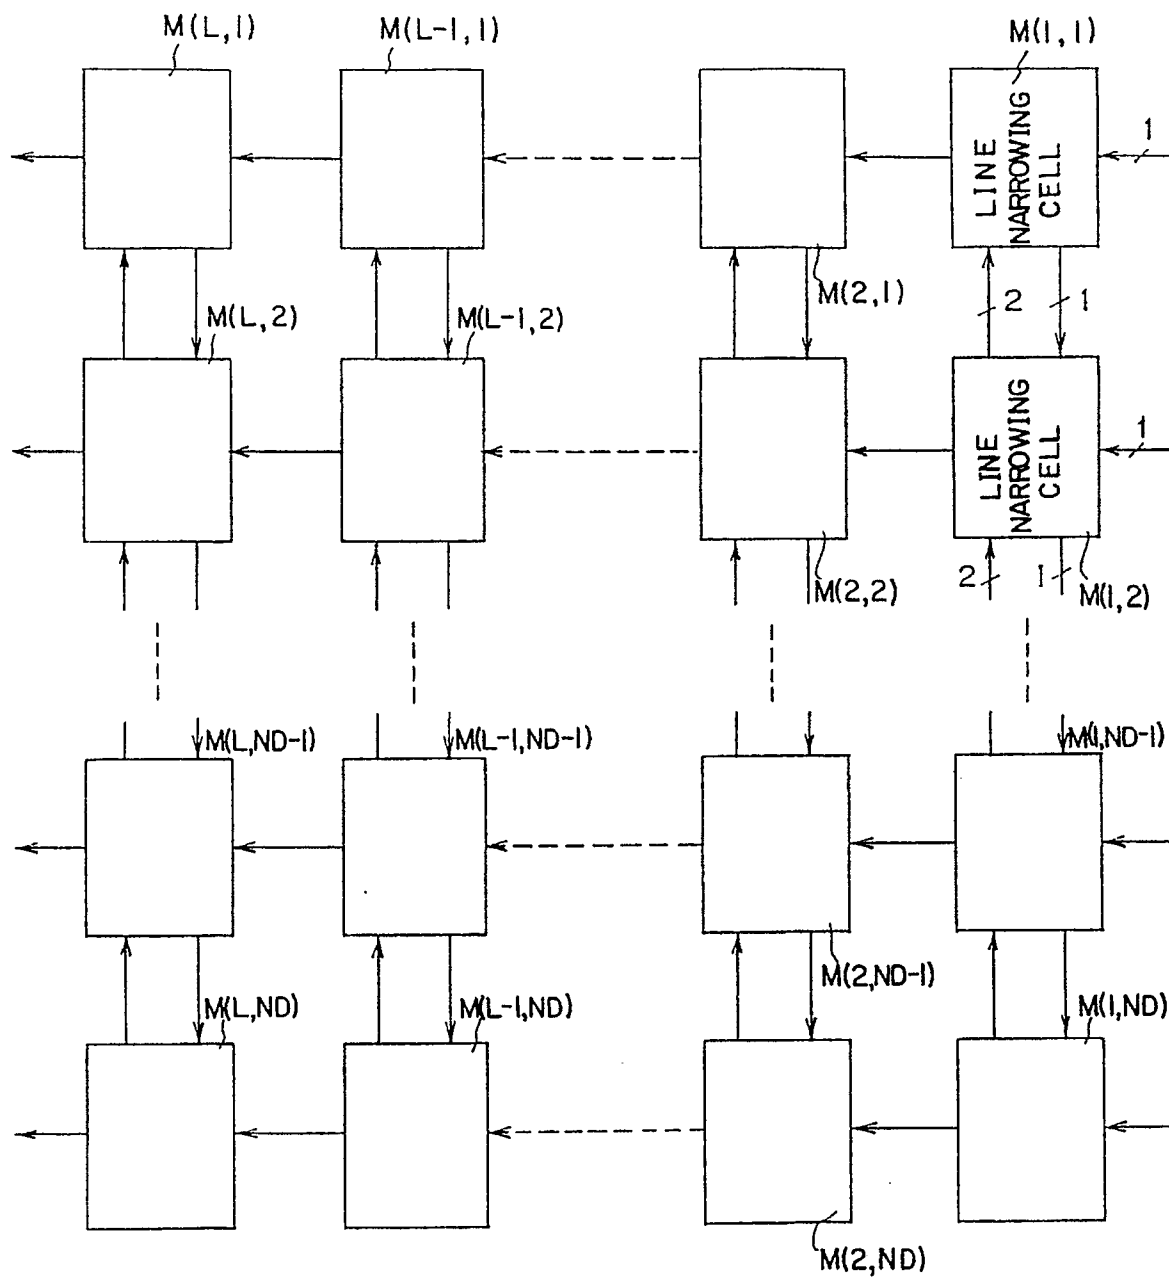 M(L,1)
M(L-1,1)
M(1,1)
LINE
NARROWING
CELL
1
M(2,1)
2
1
M(L,2)
M(L-1,2)
LINE
NARROWING
CELL
1
M(2,2)
2
1
M(1,2)
M(L,ND-1)
M(L-1,ND-1)
M(1,ND-1)
M(2,ND-1)
M(L,ND)
M(L-1,ND)
M(1,ND)
M(2,ND)